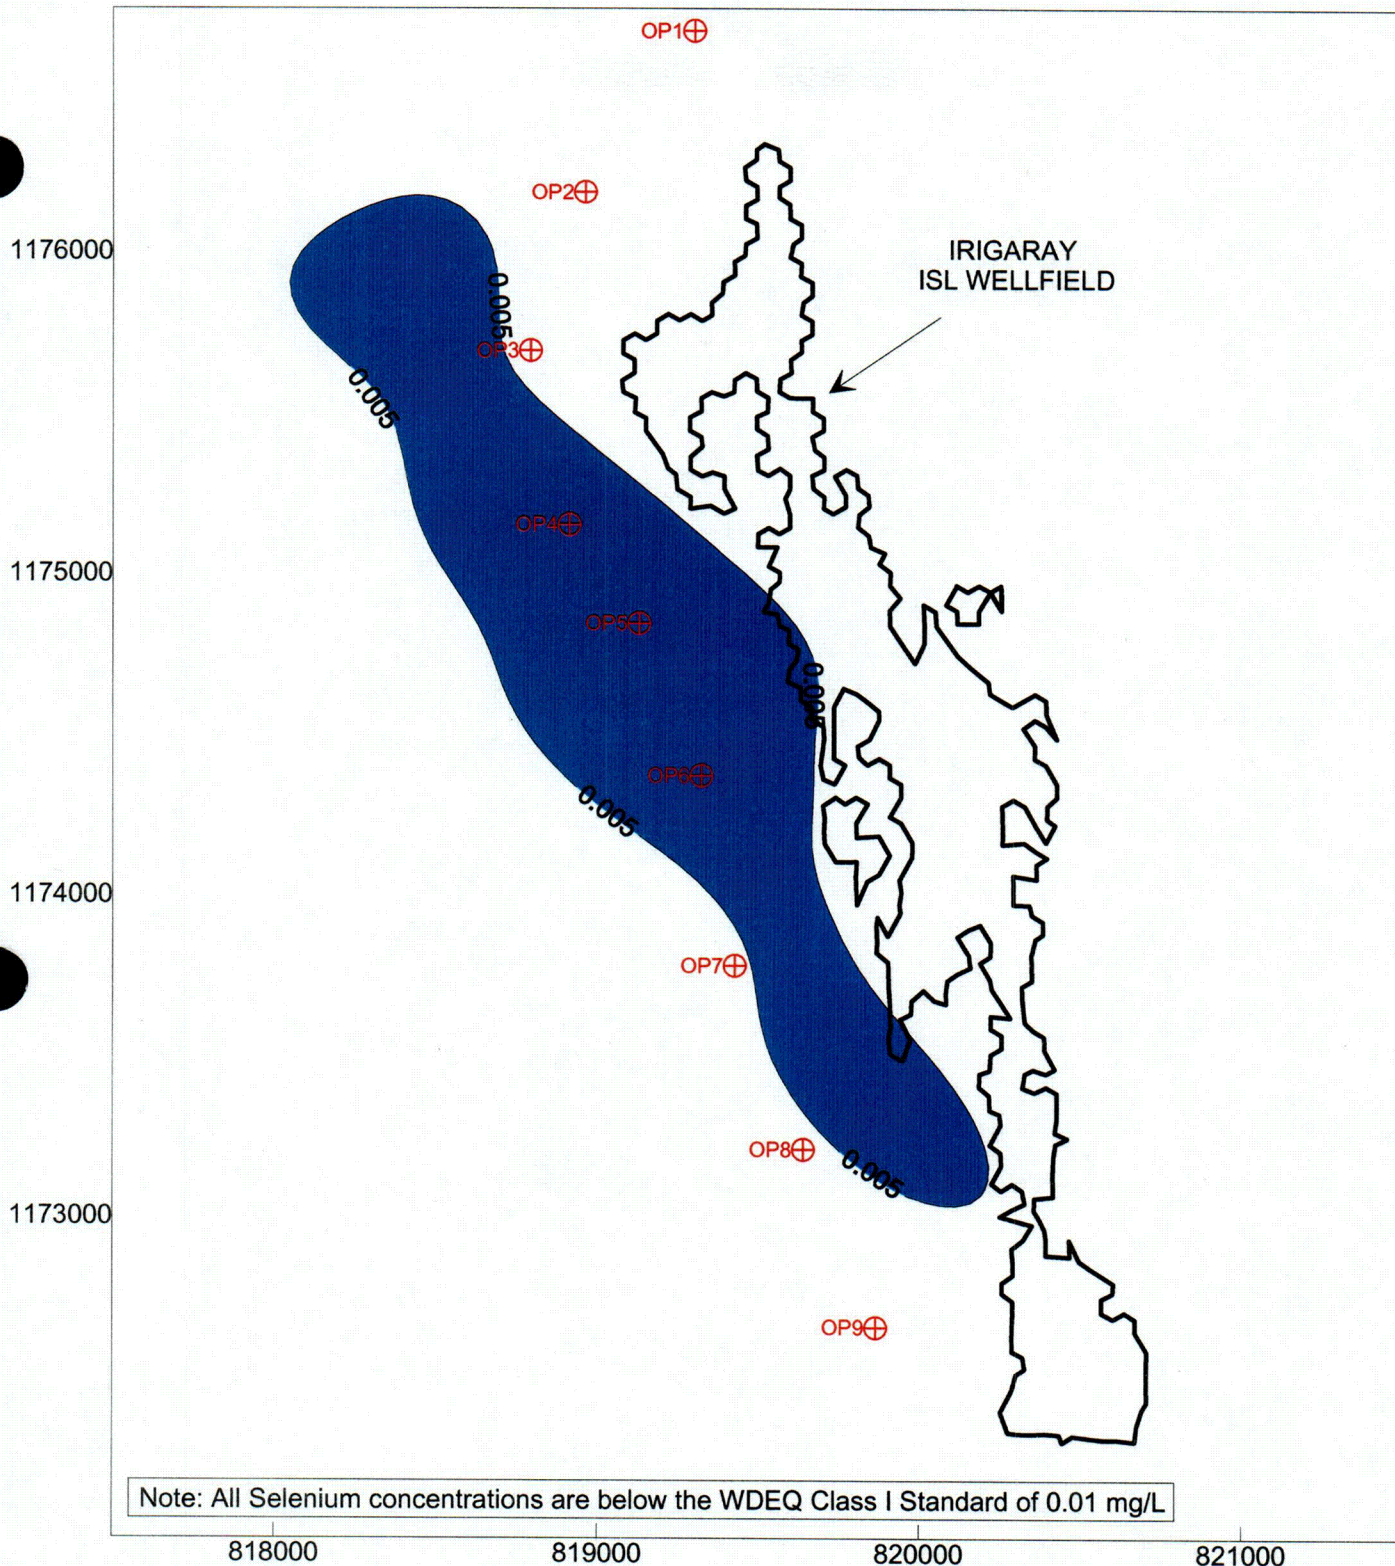 OP1
OP2
1176000
IRIGARAY
ISL WELLFIELD
0.005
OP3
0.005
OP4
1175000
OP5
0.005
OP6
0.005
1174000
OP7
OP8
0.005
1173000
OP9
Note: All Selenium concentrations are below the WDEQ Class I Standard of 0.01 mg/L
818000
819000
820000
821000